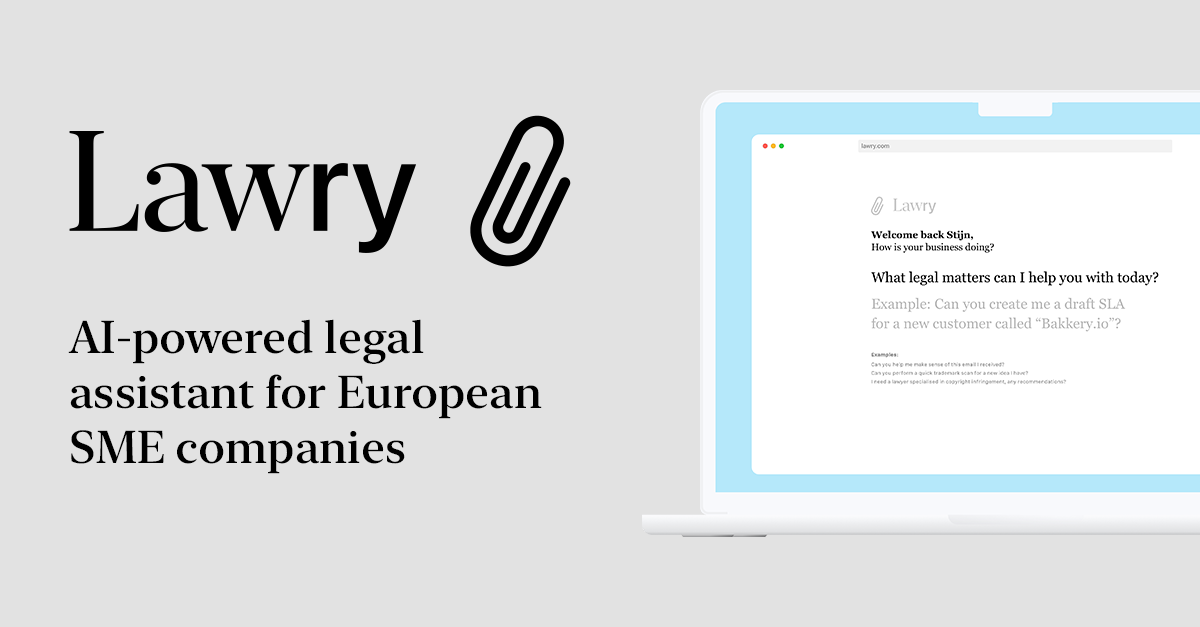 Lawry
AI-powered legal
assistant for European
SME companies
lawry.com
Lawry
Welcome back Stijn,
How is your business doing?
What legal matters can I help you with today?
Example: Can you create me a draft SLA
for a new customer called “Bakkery.io”?
Examples:
Can you help me make sense of this email I received?
Can you perform a quick trademark scan for a new idea I have?
I need a lawyer specialised in copyright infringement, any recommendations?